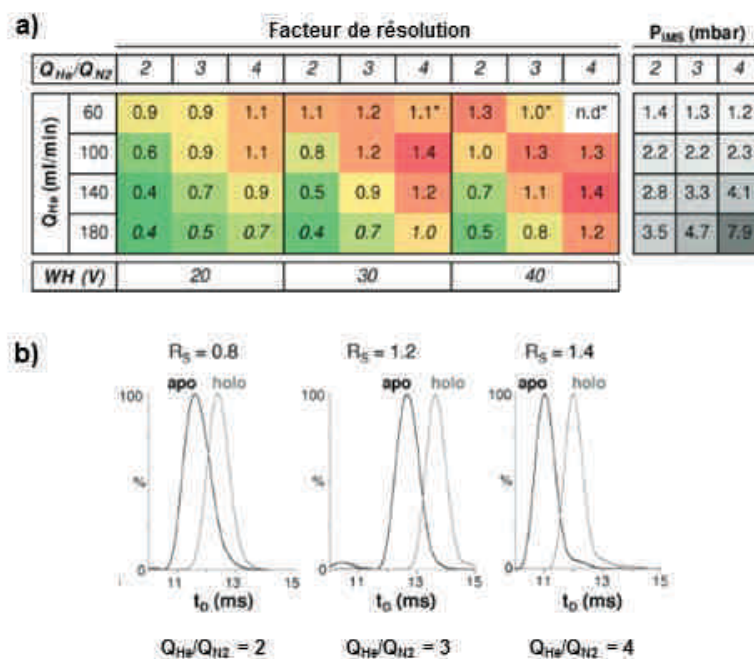 a)
Facteur de résolution P_IMS (mbar)
Q_He/Q_N2 2 3 4 2 3 4 2 3 4 2 3 4
Q_He (ml/min)
60 0.9 0.9 1.1 1.1 1.2 1.1* 1.3 1.0* n.d* 1.4 1.3 1.2
100 0.6 0.9 1.1 0.8 1.2 1.4 1.0 1.3 1.3 2.2 2.2 2.3
140 0.4 0.7 0.9 0.5 0.9 1.2 0.7 1.1 1.4 2.8 3.3 4.1
180 0.4 0.5 0.7 0.4 0.7 1.0 0.5 0.8 1.2 3.5 4.7 7.9
WH (V) 20 30 40
b)
R_S = 0.8 R_S = 1.2 R_S = 1.4
apo holo apo holo apo holo
100 100 100
% % %
0 0 0
11 13 15 11 13 15 11 13 15
t_D (ms) t_D (ms) t_D (ms)
Q_He/Q_N2 = 2 Q_He/Q_N2 = 3 Q_He/Q_N2 = 4